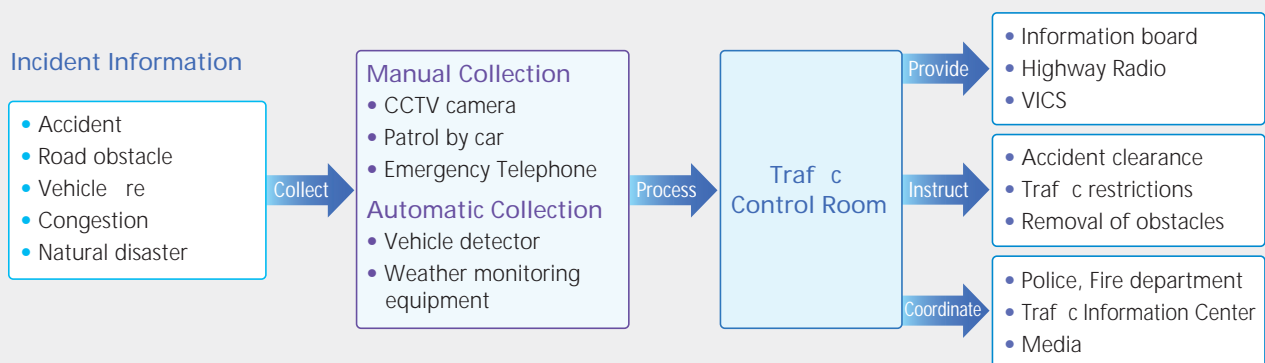 Incident Information
• Accident
• Road obstacle
• Vehicle re
• Congestion
• Natural disaster
Collect
Manual Collection
• CCTV camera
• Patrol by car
• Emergency Telephone
Automatic Collection
• Vehicle detector
• Weather monitoring
equipment
Process
Traf c
Control Room
Provide
• Information board
• Highway Radio
• VICS
Instruct
• Accident clearance
• Traf c restrictions
• Removal of obstacles
Coordinate
• Police, Fire department
• Traf c Information Center
• Media